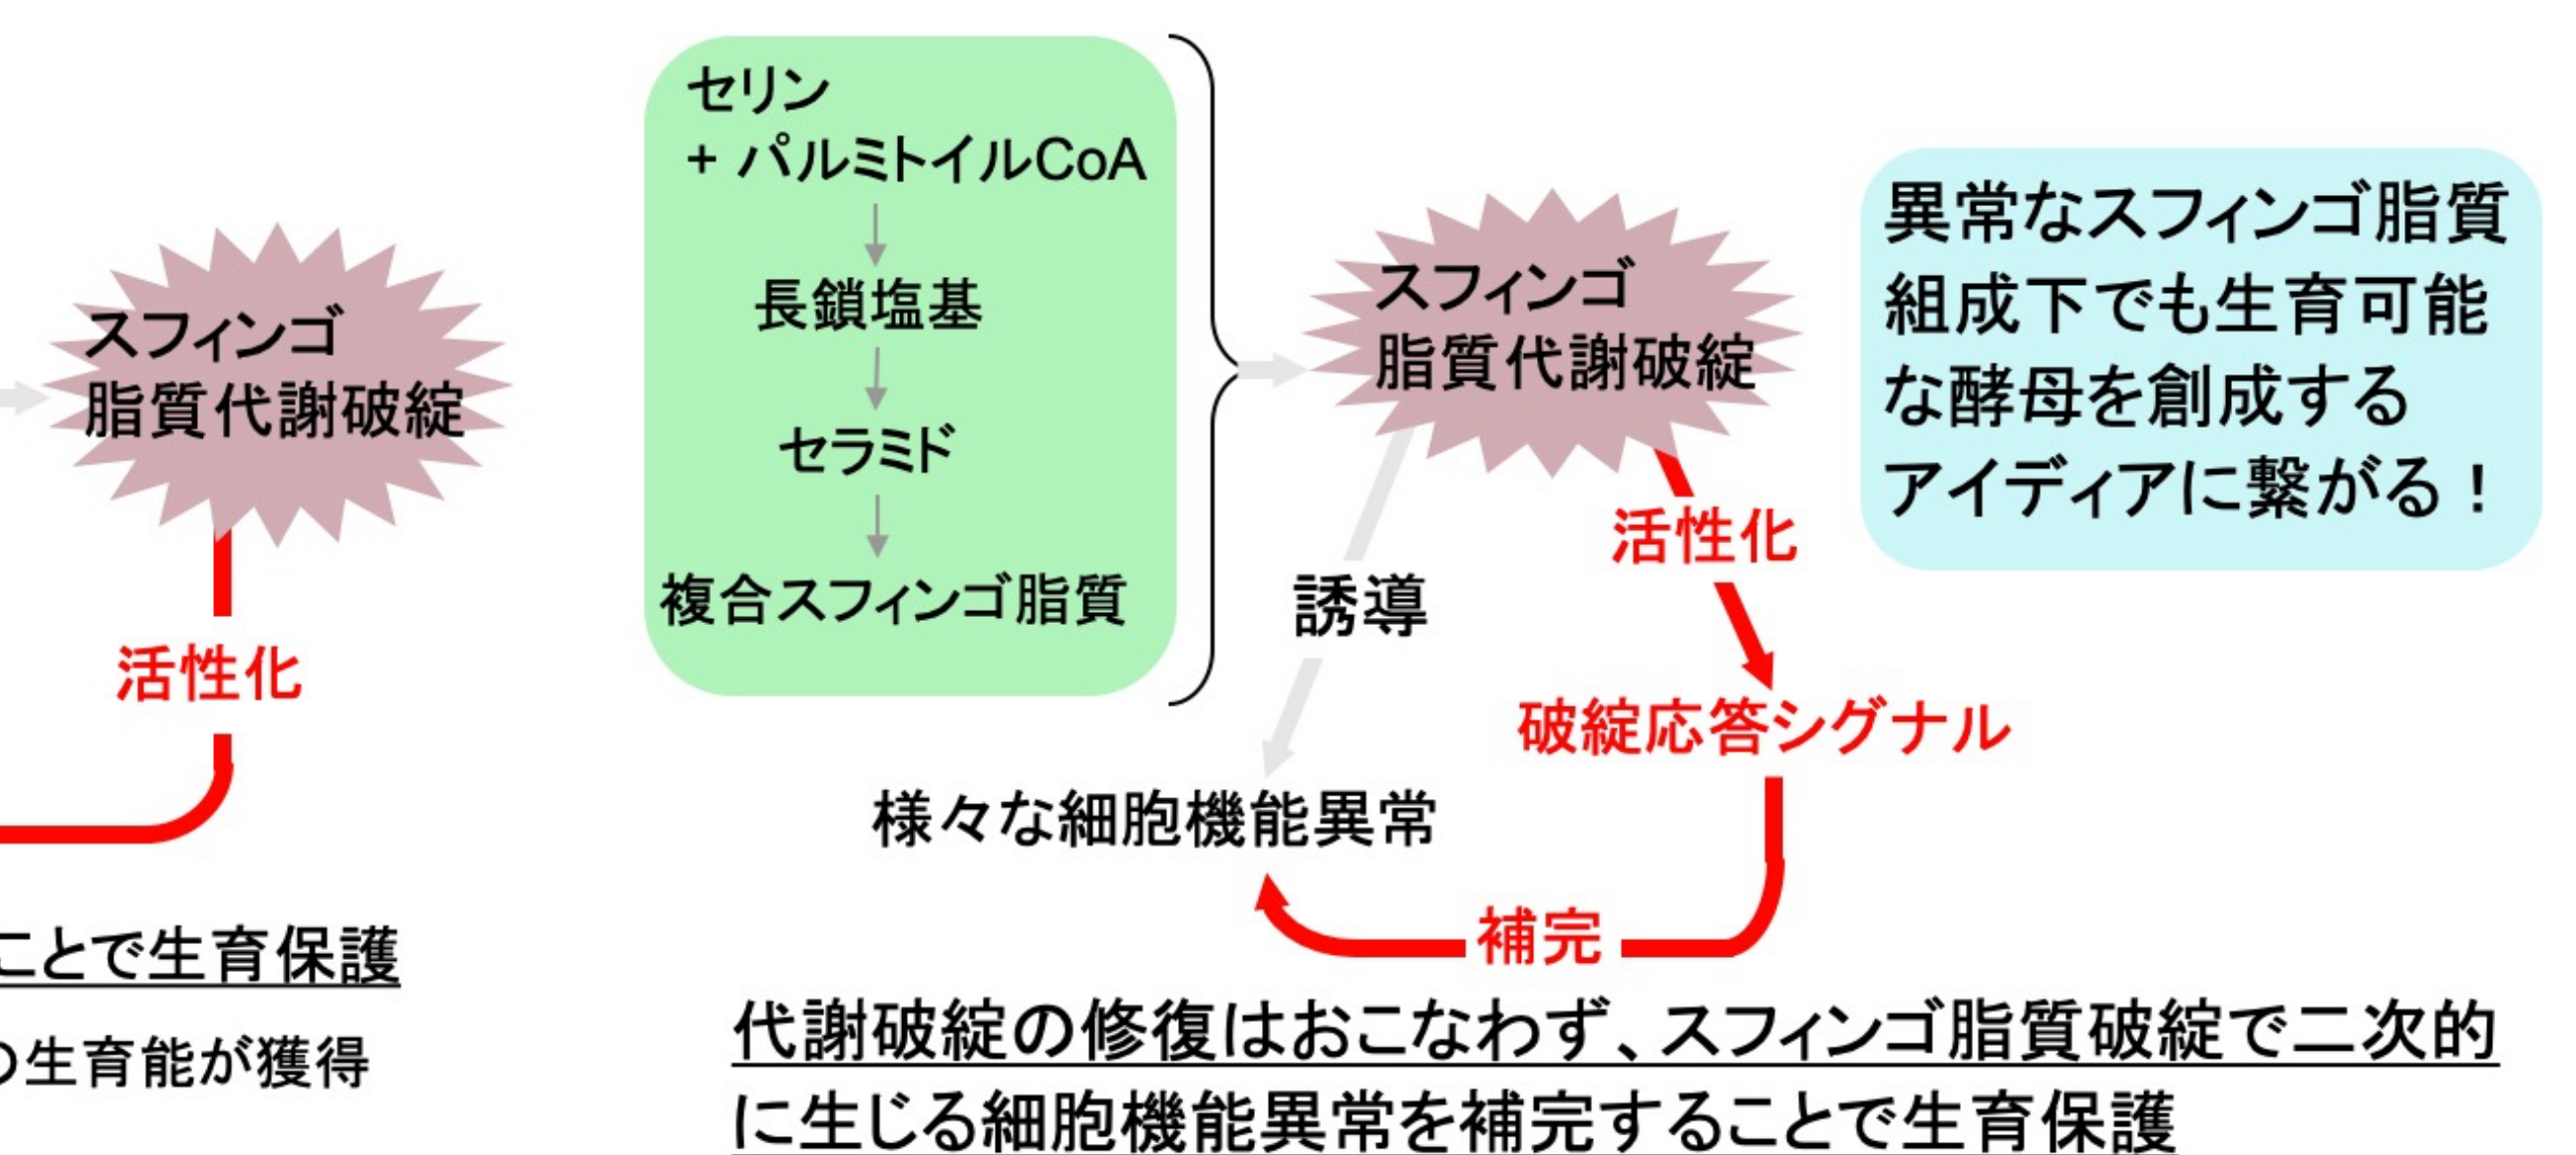 スフィンゴ
脂質代謝破綻
活性化
ことで生育保護
の生育能が獲得
セリン
+ パルミトイルCoA
長鎖塩基
セラミド
複合スフィンゴ脂質
スフィンゴ
脂質代謝破綻
異常なスフィンゴ脂質
組成下でも生育可能
な酵母を創成する
アイディアに繋がる！
活性化
誘導
破綻応答シグナル
様々な細胞機能異常
補完
代謝破綻の修復はおこなわず、スフィンゴ脂質破綻で二次的
に生じる細胞機能異常を補完することで生育保護